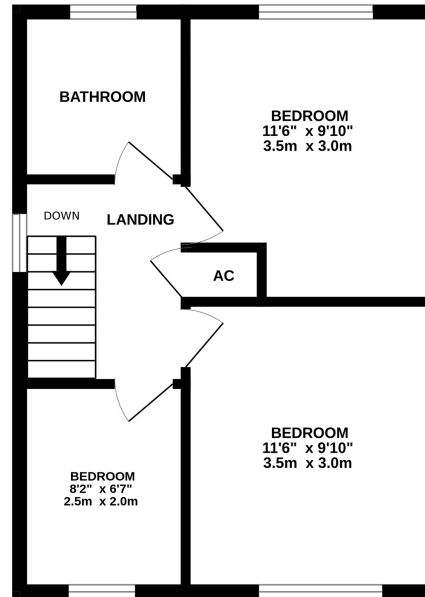 BATHROOM
BEDROOM
11'6" x 9'10"
3.5m x 3.0m
DOWN
LANDING
AC
BEDROOM
11'6" x 9'10"
3.5m x 3.0m
BEDROOM
8'2" x 6'7"
2.5m x 2.0m